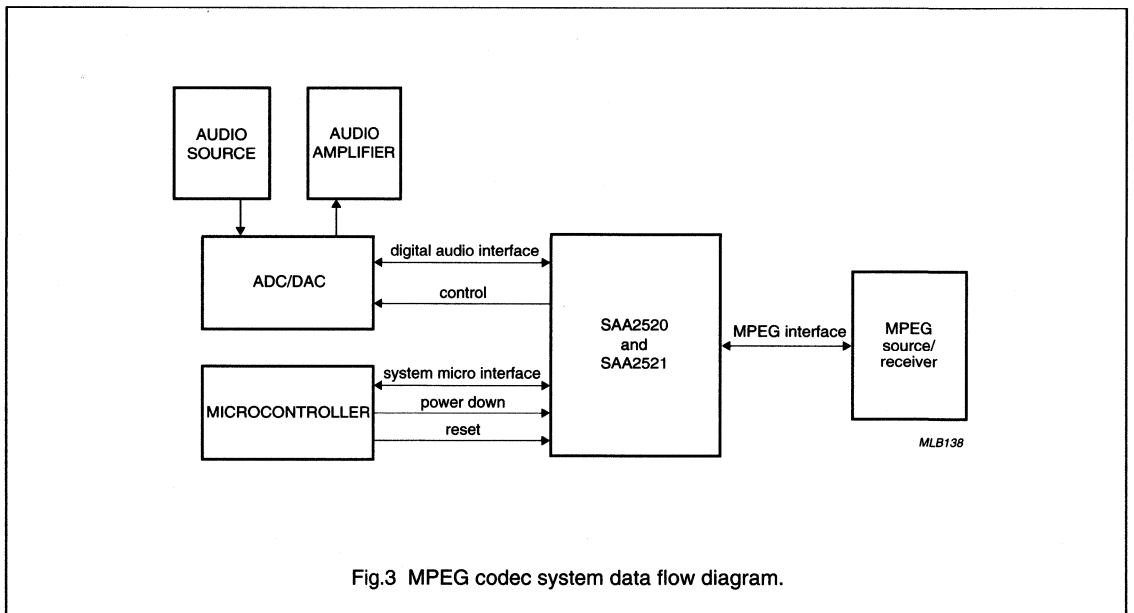 AUDIO
SOURCE
AUDIO
AMPLIFIER
ADC/DAC
digital audio interface
control
SAA2520
and
SAA2521
MPEG interface
MPEG
source/
receiver
MICROCONTROLLER
system micro interface
power down
reset
MLB138
Fig.3 MPEG codec system data flow diagram.